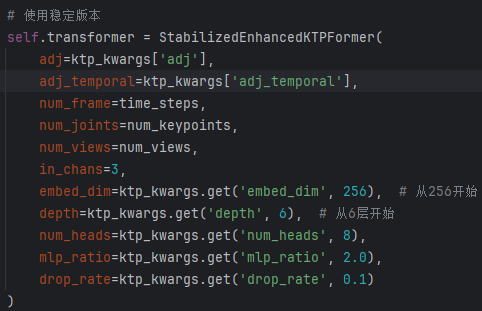 # 使用稳定版本
self.transformer = StabilizedEnhancedKTPFormer(
    adj=ktp_kwargs['adj'],
    adj_temporal=ktp_kwargs['adj_temporal'],
    num_frame=time_steps,
    num_joints=num_keypoints,
    num_views=num_views,
    in_chans=3,
    embed_dim=ktp_kwargs.get('embed_dim', 256),  # 从256开始
    depth=ktp_kwargs.get('depth', 6),  # 从6层开始
    num_heads=ktp_kwargs.get('num_heads', 8),
    mlp_ratio=ktp_kwargs.get('mlp_ratio', 2.0),
    drop_rate=ktp_kwargs.get('drop_rate', 0.1)
)